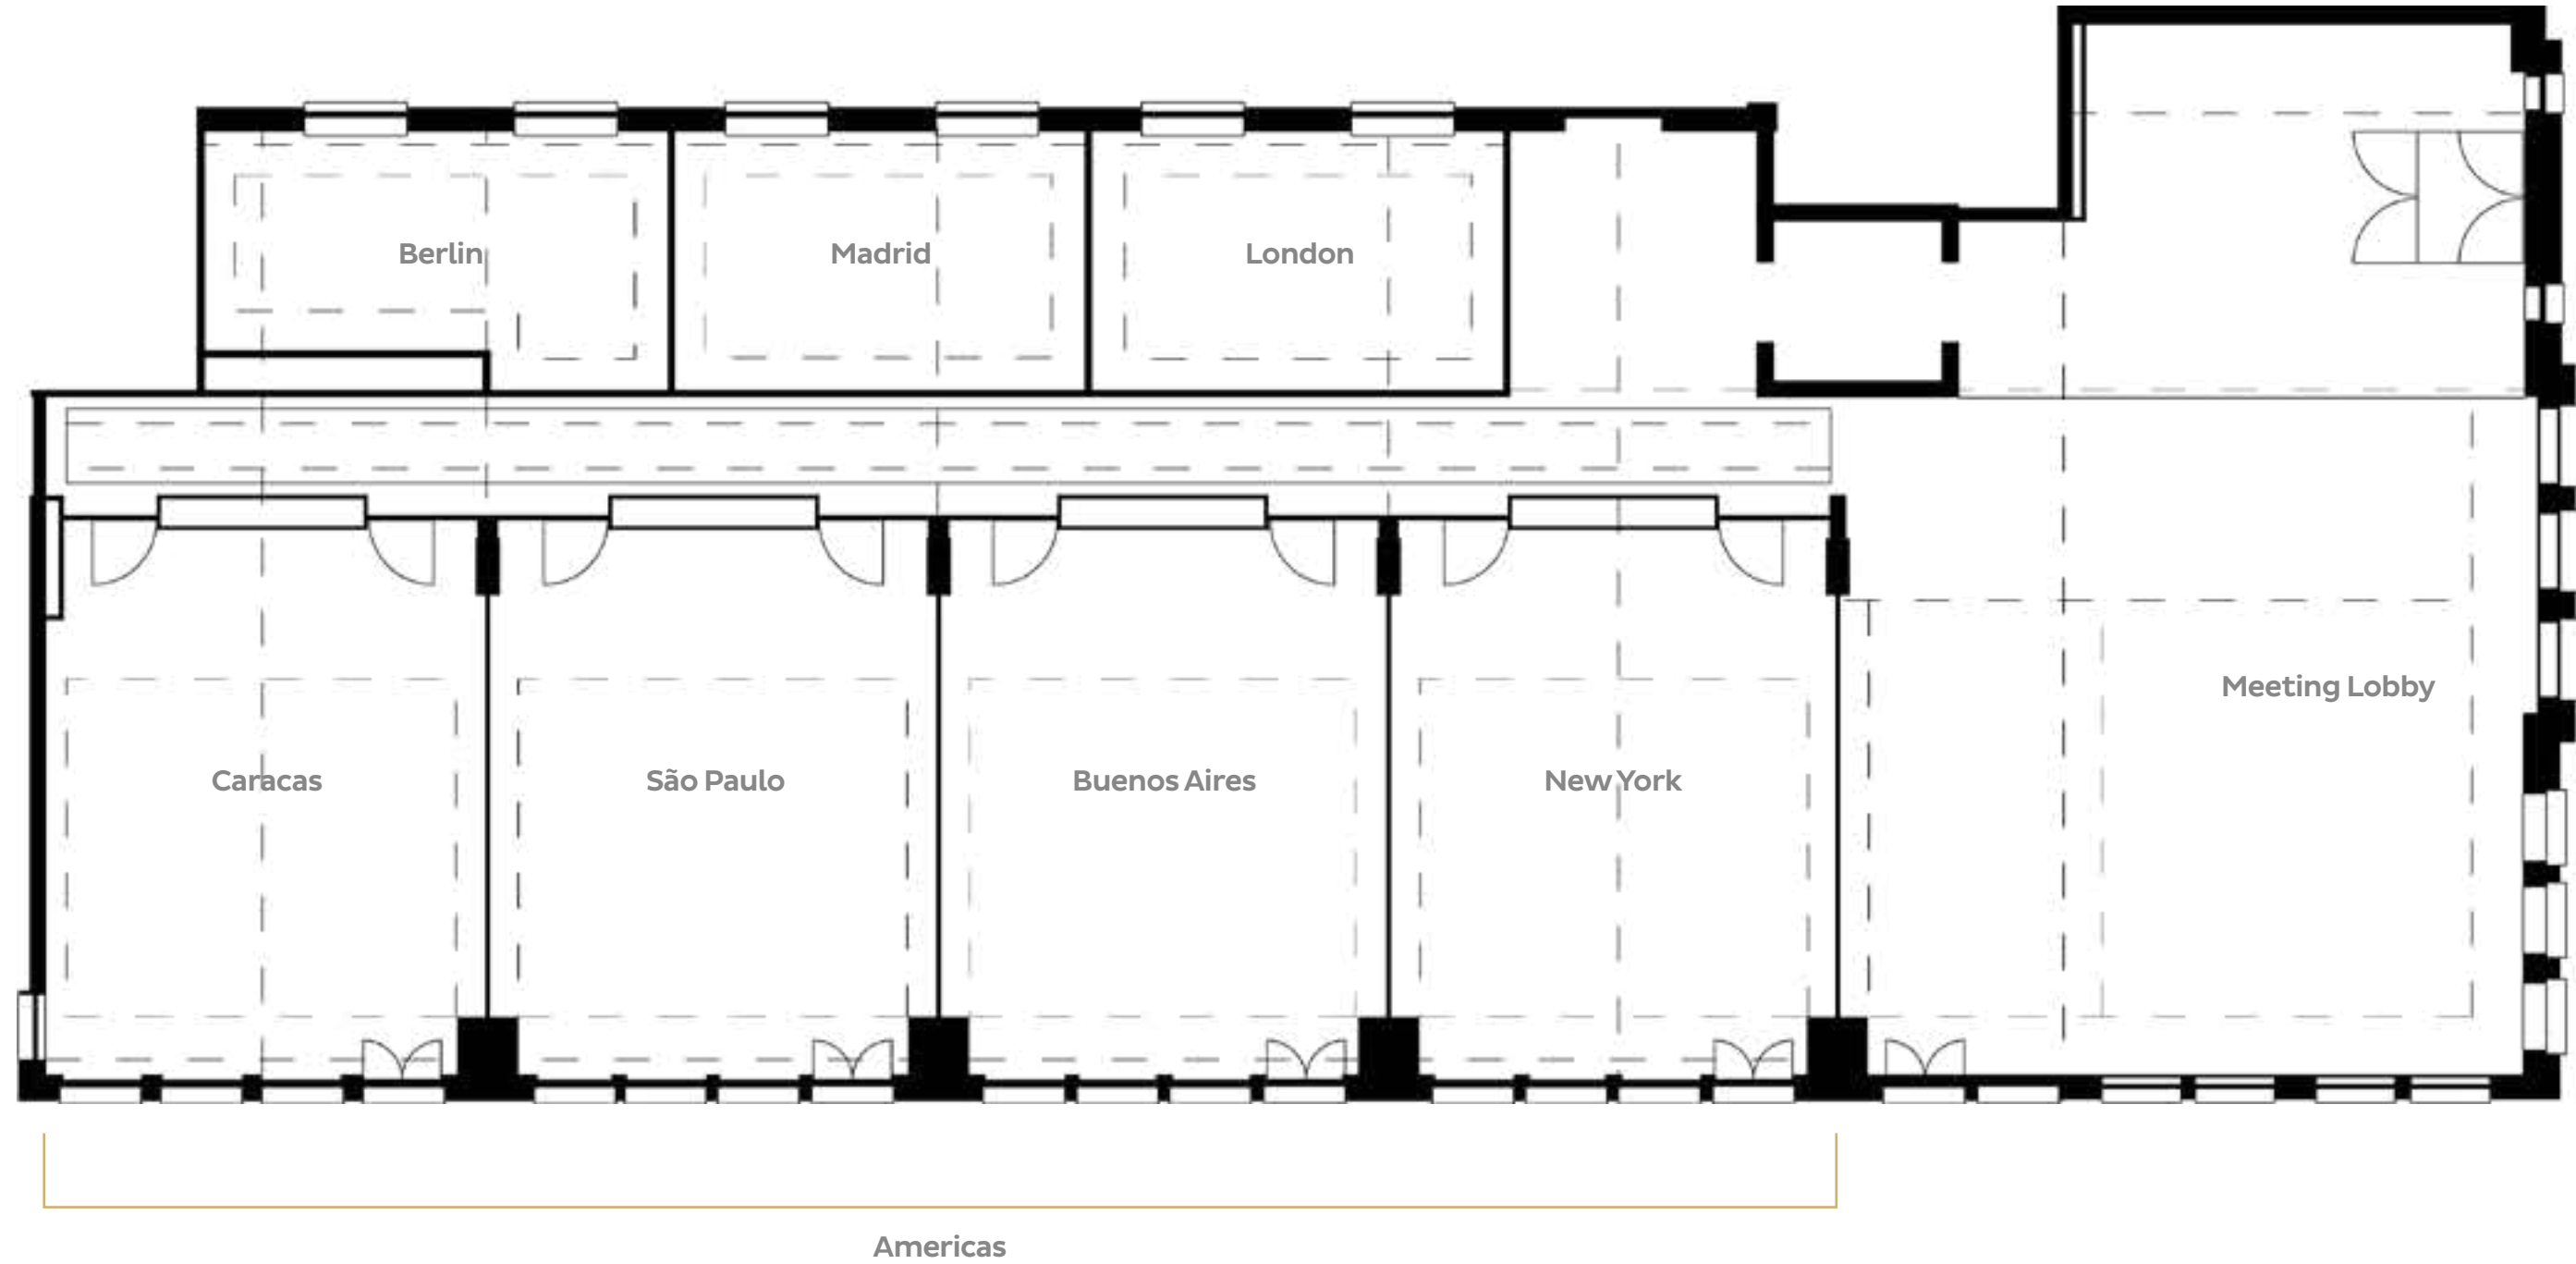 Berlin
Madrid
London
Meeting Lobby
Caracas
São Paulo
Buenos Aires
New York
Americas